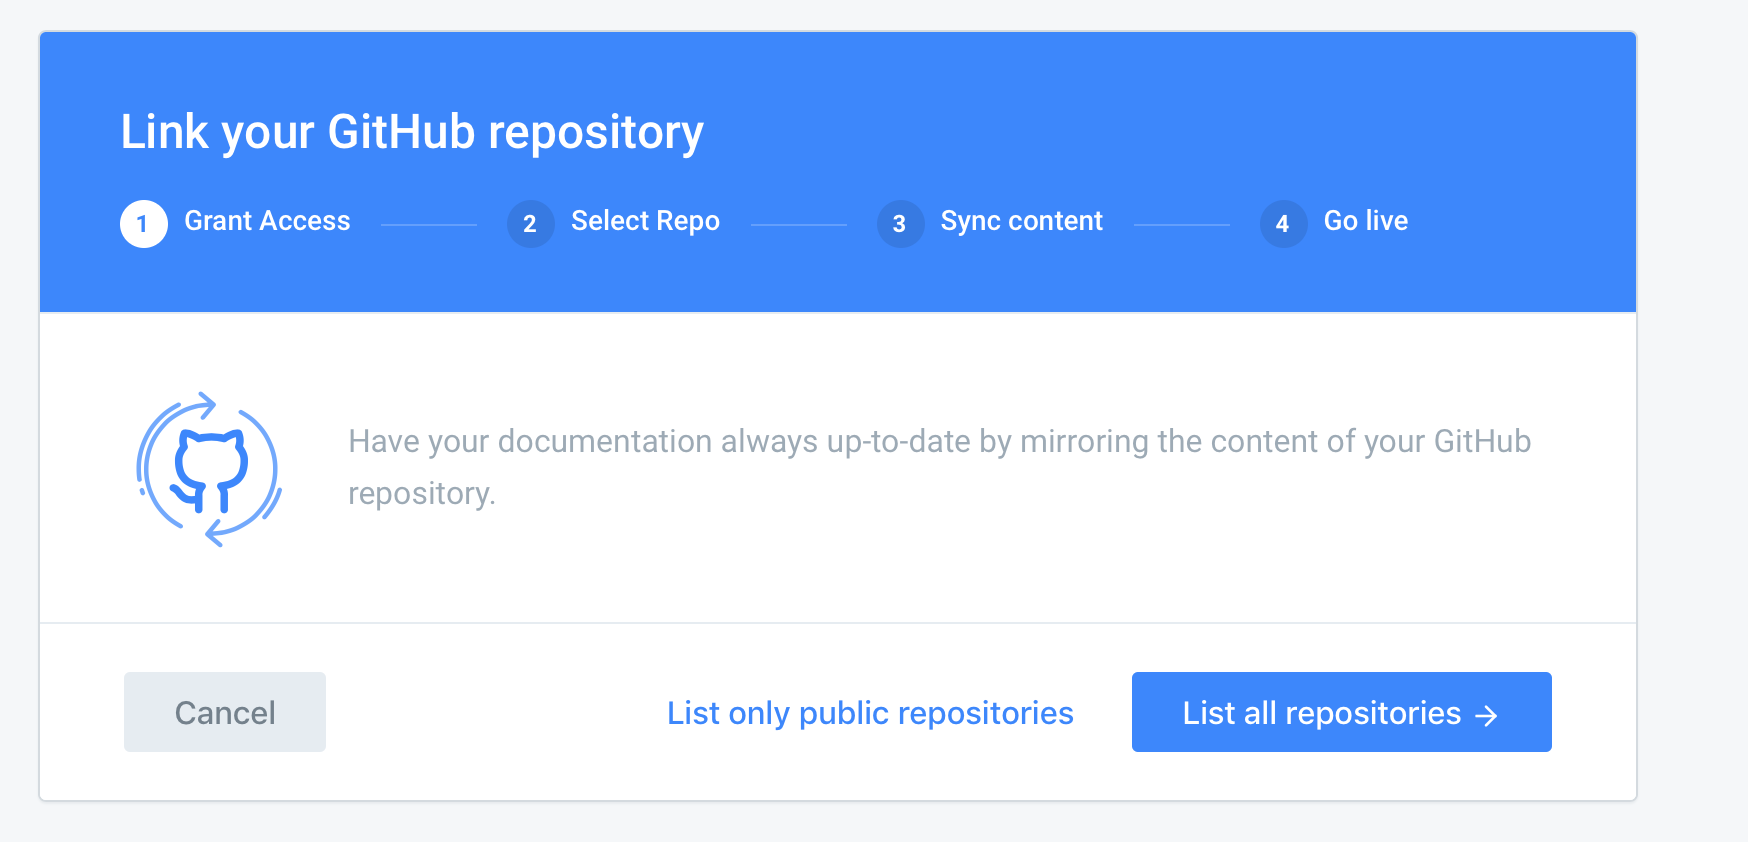 Link your GitHub repository
1 Grant Access 2 Select Repo 3 Sync content 4 Go live
Have your documentation always up-to-date by mirroring the content of your GitHub
repository.
Cancel List only public repositories List all repositories →